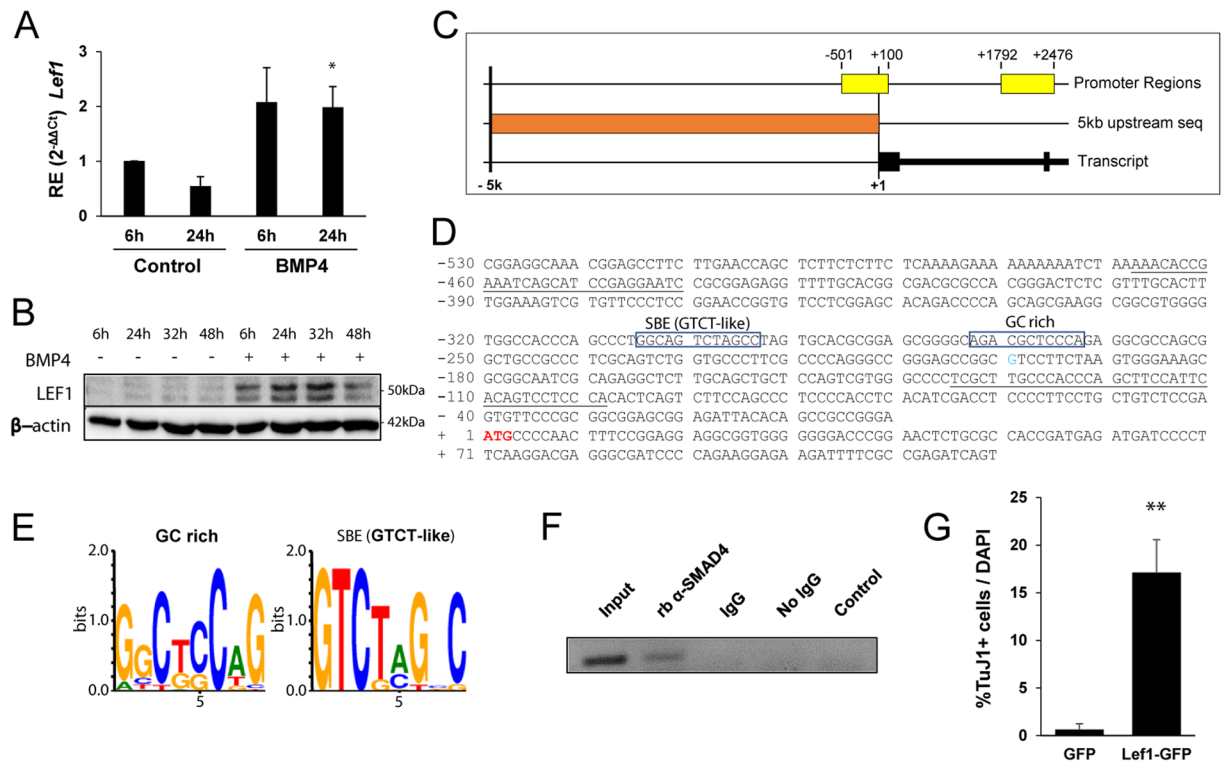 A
RE (2-ΔΔCt) Lef1
3
2
1
0
*
6h 24h 6h 24h
Control BMP4
B
6h 24h 32h 48h 6h 24h 32h 48h
BMP4 - - - - + + + +
LEF1 - 50kDa
β–actin - 42kDa
C
-501 +100 +1792 +2476
Promoter Regions
5kb upstream seq
Transcript
- 5k +1
D
-530 CGGAGGCAAA CGGAGCCTTC TTGAACCAGC TCTTCTCTTC TCAAAAGAAA AAAAAAATCT AAAAACACCG
-460 AAATCAGCAT CCGAGGAATC CGCGGAGAGG TTTTGCACGG CGACGCGCCA CGGGACTCTC GTTTGCACTT
-390 TGGAAAGTCG TGTTCCCTCC GGAACCGGTG TCCTCGGAGC ACAGACCCCA GCAGCGAAGG CGGCGTGGGG
SBE (GTCT-like) GC rich
-320 TGGCCACCCA AGCCCTGGCAG TCTAGCCTTAG TGCACGCGGA GCGGGGCAGA CGCTCCCAGA GGCGCCACAG
-250 GCTGCCGCCC TCGCAGTCTG GTGCCCTTCG CCCCAGGGCC GGGAGCCGGC GTCCTTCTAA GTGGGAAAGC
-180 GCGGCAATCG CAGAGGCTCT TGCAGCTGCT CCCAGTCGTG GGCCCCTCGCT TGCCCACCCA GCTTCCATTC
-110 ACAGTCCTCC CACACTCAGT CTTCCAGCCC CTCCCCACCTC ACATCGACCT CCCCTTCCTG CTGTCTCCGA
- 40 GTGTTCCCGC GGCGGAGCGG AGATTACACA GCCGCCGGGA
+ 1 ATGCCCCAAC TTTCCGGAGG AGGCGGTGGG GGGGACCCGG AACTCTGCGC CACCGATGAG ATGATCCCCT
+ 71 TCAAGGACGA GGGCGATCCC CAGAAGGAGA AGATTTTCGC CGAGATCAGT
E
GC rich
bits
2.0
1.0
0.0
5
SBE (GTCT-like)
bits
2.0
1.0
0.0
5
F
Input rb α-SMAD4 IgG No IgG Control
G
%TuJ1+ cells / DAPI
25
20
15
10
5
0
**
GFP Lef1-GFP